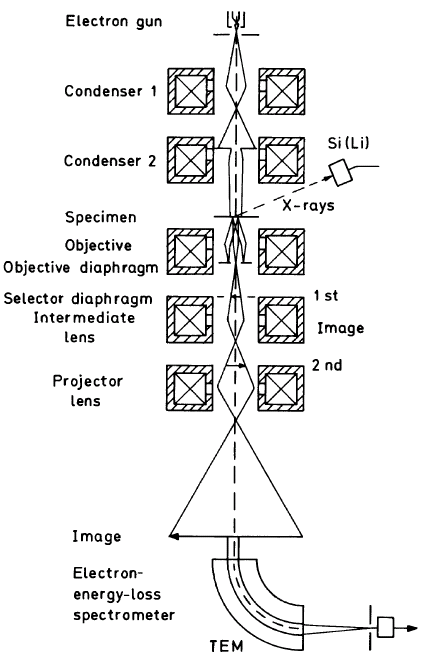 Electron gun
Condenser 1
Condenser 2
Si(Li)
X-rays
Specimen
Objective
Objective diaphragm
Selector diaphragm
1 st
Intermediate
lens
Image
2 nd
Projector
lens
Image
Electron-
energy-loss
spectrometer
TEM